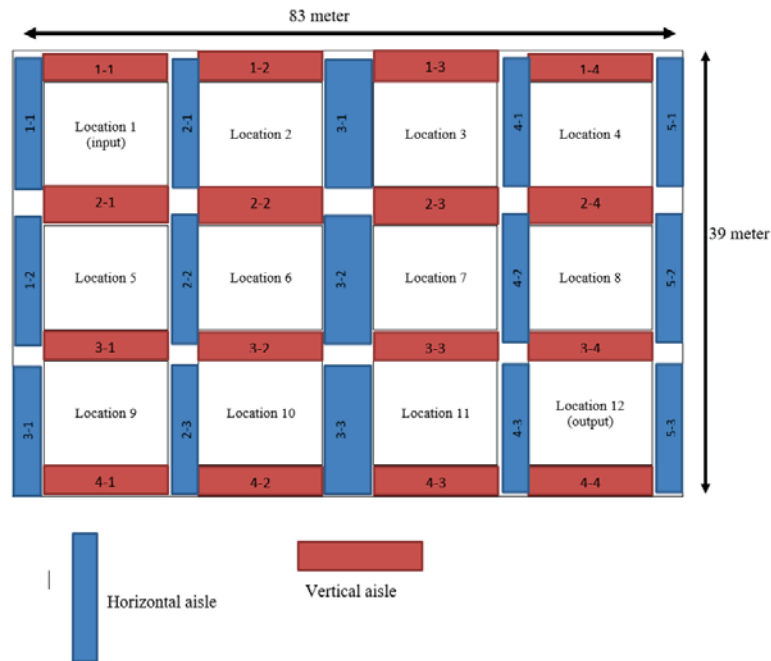 83 meter
1-1
1-2
1-3
1-4
1-1
Location 1
(input)
2-1
Location 2
3-1
Location 3
4-1
Location 4
5-1
2-1
2-2
2-3
2-4
39 meter
1-2
Location 5
2-2
Location 6
3-2
Location 7
4-2
Location 8
5-2
3-1
3-2
3-3
3-4
3-1
Location 9
2-3
Location 10
3-3
Location 11
4-3
Location 12
(output)
5-3
4-1
4-2
4-3
4-4
Horizontal aisle
Vertical aisle